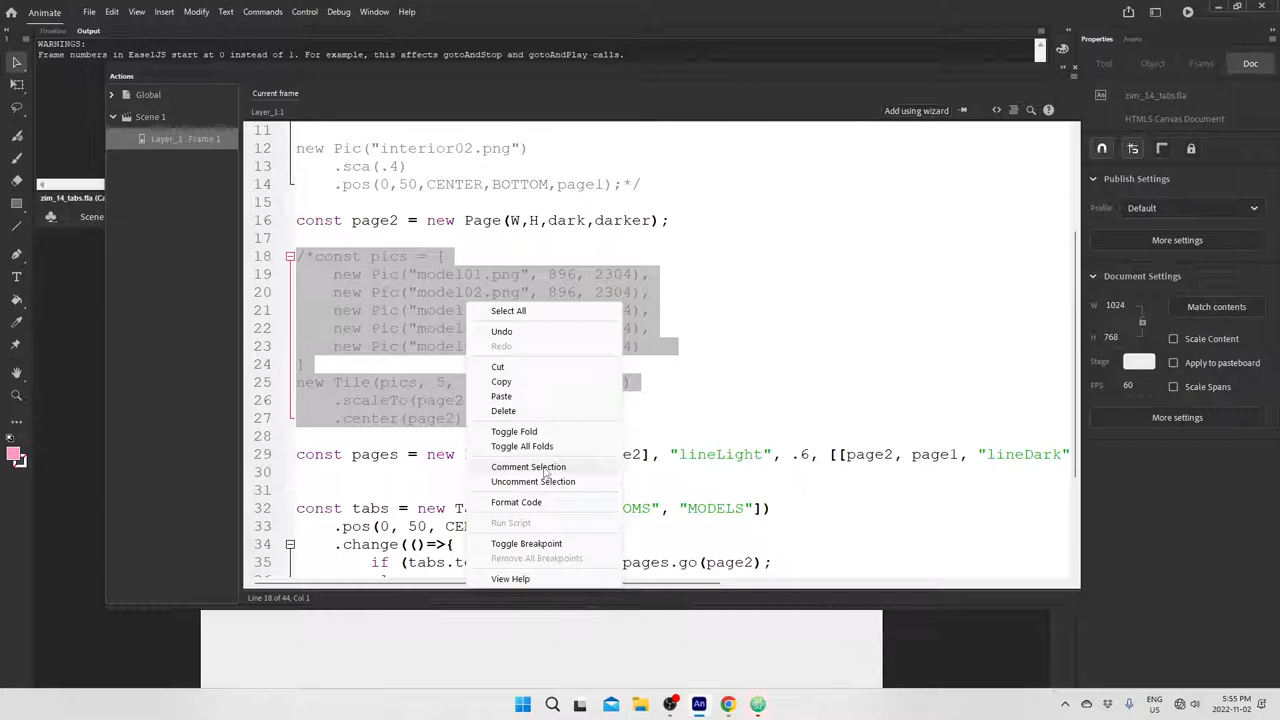 Animate File Edit View Insert Modify Text Commands Control Debug Window Help
Timeline Output
WARNINGS:
Frame numbers in EaselJS start at 0 instead of 1. For example, this affects gotoAndStop and gotoAndPlay calls.
Actions
Global
Scene 1
Layer_1 : Frame 1
zim_14_tabs.fla (Ca
Scene
Current frame
Layer_1:1
Add using wizard
11
12 new Pic("interior02.png")
13 .sca(.4)
14 .pos(0,50,CENTER,BOTTOM,page1);*/
15
16 const page2 = new Page(W,H,dark,darker);
17
18 /*const pics = [
19 new Pic("model01.png", 896, 2304),
20 new Pic("model02.png", 896, 2304),
21 new Pic("model ),
22 new Pic("model ),
23 new Pic("model )
24 ]
25 new Tile(pics, 5, )
26 .scaleTo(page2
27 .center(page2)
28
29 const pages = new e2], "lineLight", .6, [[page2, page1, "lineDark"
30
31
32 const tabs = new Ta OMS", "MODELS"])
33 .pos(0, 50, CE
34 .change(()=>{
35 if (tabs.te pages.go(page2);
Select All
Undo
Redo
Cut
Copy
Paste
Delete
Toggle Fold
Toggle All Folds
Comment Selection
Uncomment Selection
Format Code
Run Script
Toggle Breakpoint
Remove All Breakpoints
View Help
Line 18 of 44, Col 1
Properties Assets
Tool Object Frame Doc
zim_14_tabs.fla
HTML5 Canvas Document
Publish Settings
Profile Default
More settings
Document Settings
W 1024
H 768
Match contents
Scale Content
Stage
Apply to pasteboard
FPS 60
Scale Spans
More settings
An
ENG
US
5:55 PM
2022-11-02